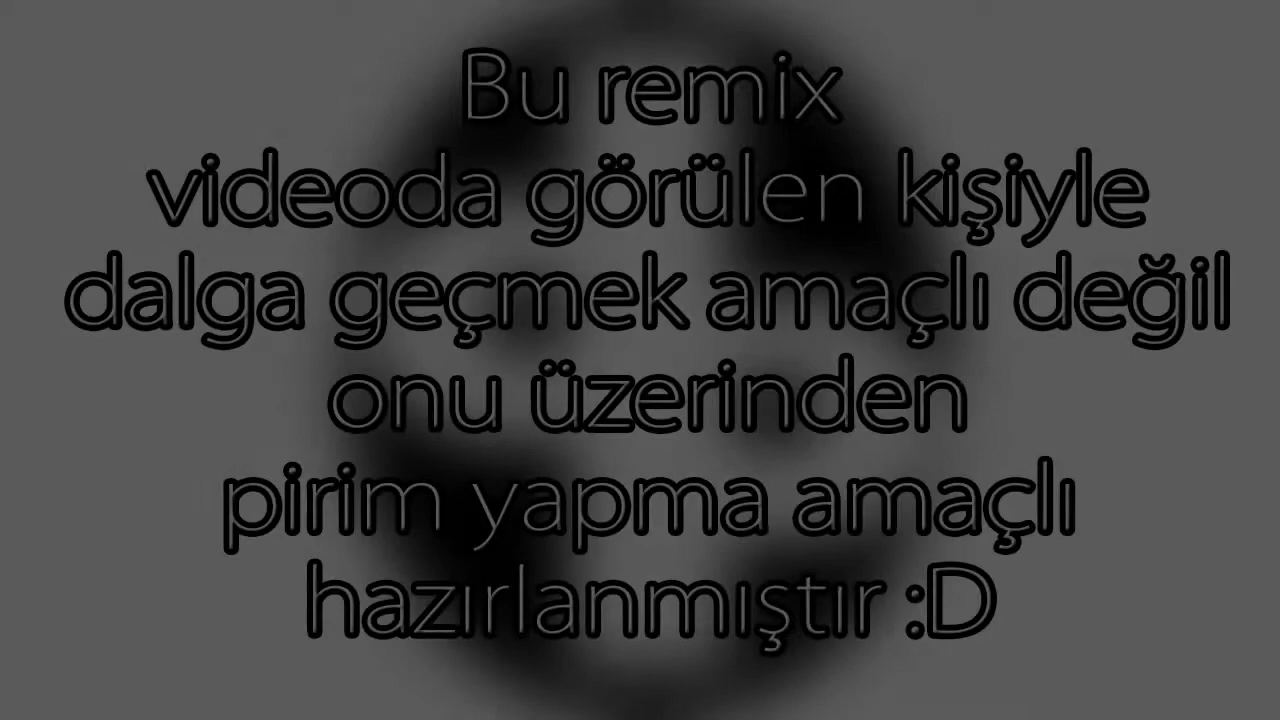 Bu remix
videoda görülen kişiyle
dalga geçmek amaçlı değil
onu üzerinden
pirim yapma amaçlı
hazırlanmıştır :D